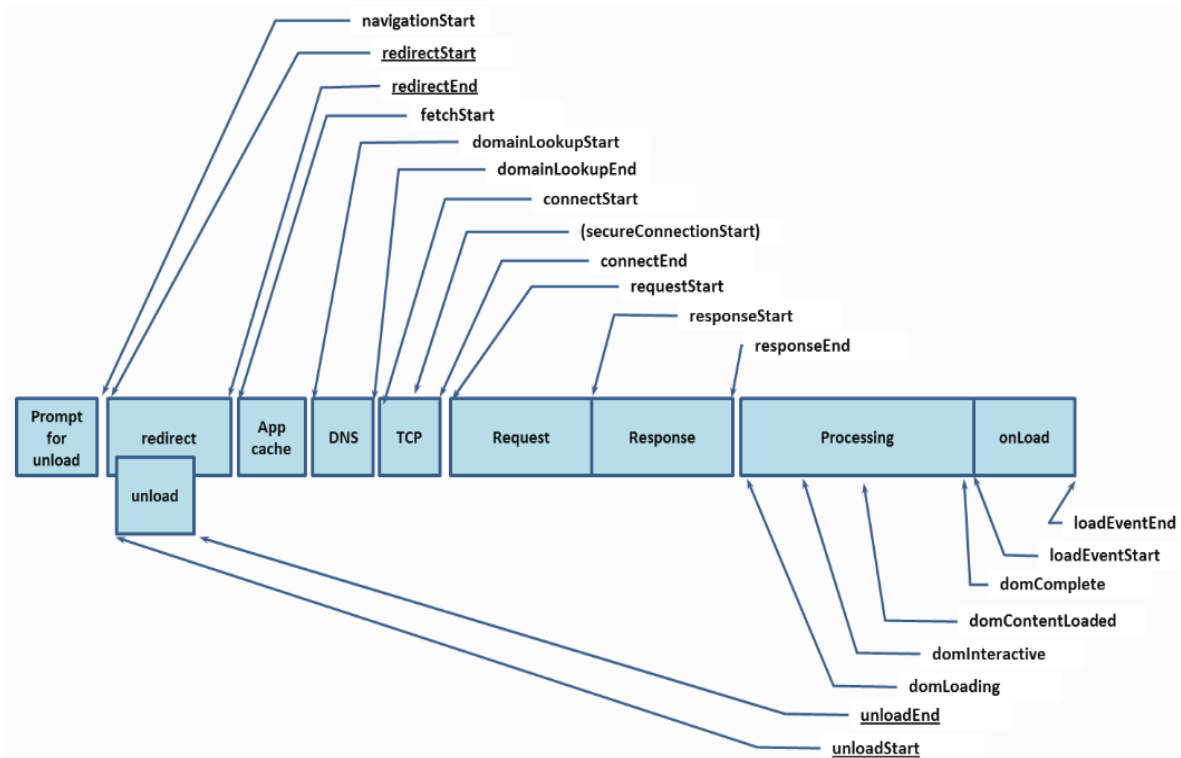 navigationStart
redirectStart
redirectEnd
fetchStart
domainLookupStart
domainLookupEnd
connectStart
(secureConnectionStart)
connectEnd
requestStart
responseStart
responseEnd
Prompt
for
unload
redirect
unload
App
cache
DNS
TCP
Request
Response
Processing
onLoad
loadEventEnd
loadEventStart
domComplete
domContentLoaded
domInteractive
domLoading
unloadEnd
unloadStart